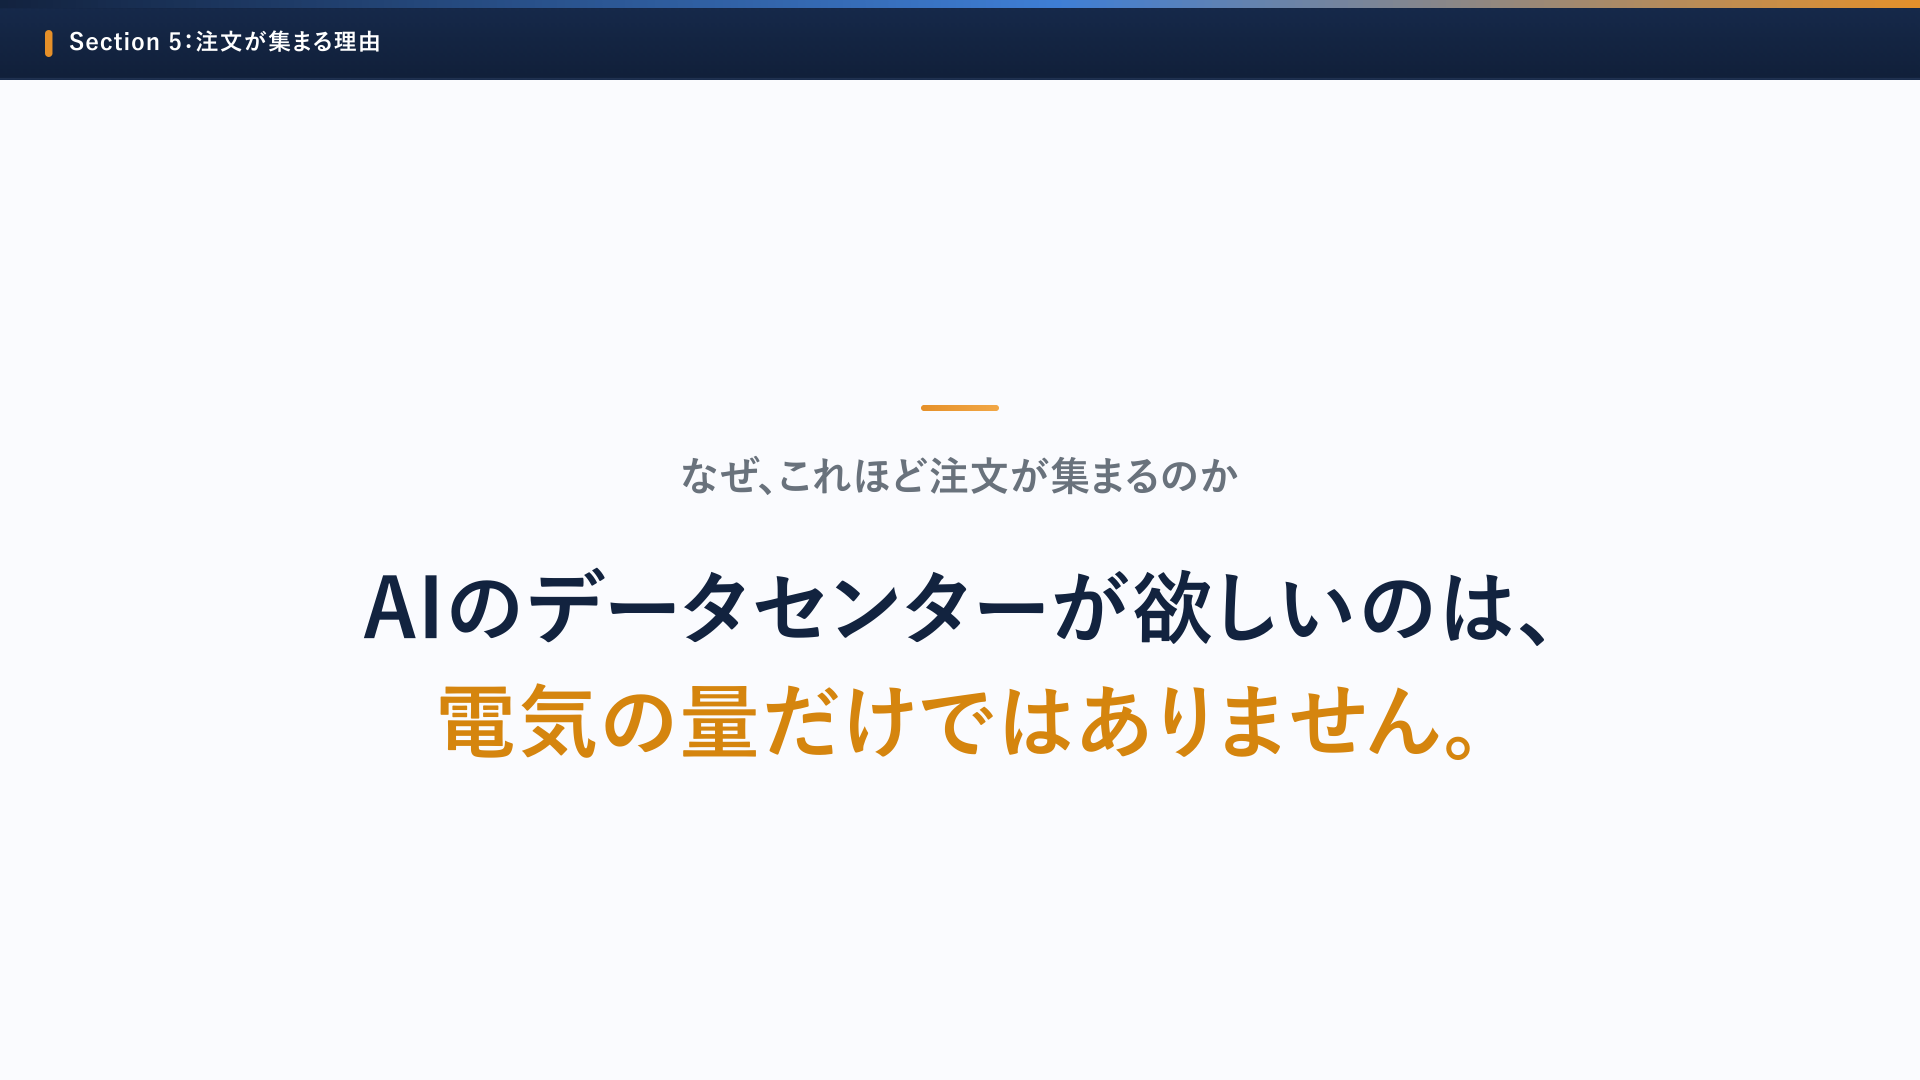 Section 5：注文が集まる理由
なぜ、これほど注文が集まるのか
AIのデータセンターが欲しいのは、
電気の量だけではありません。